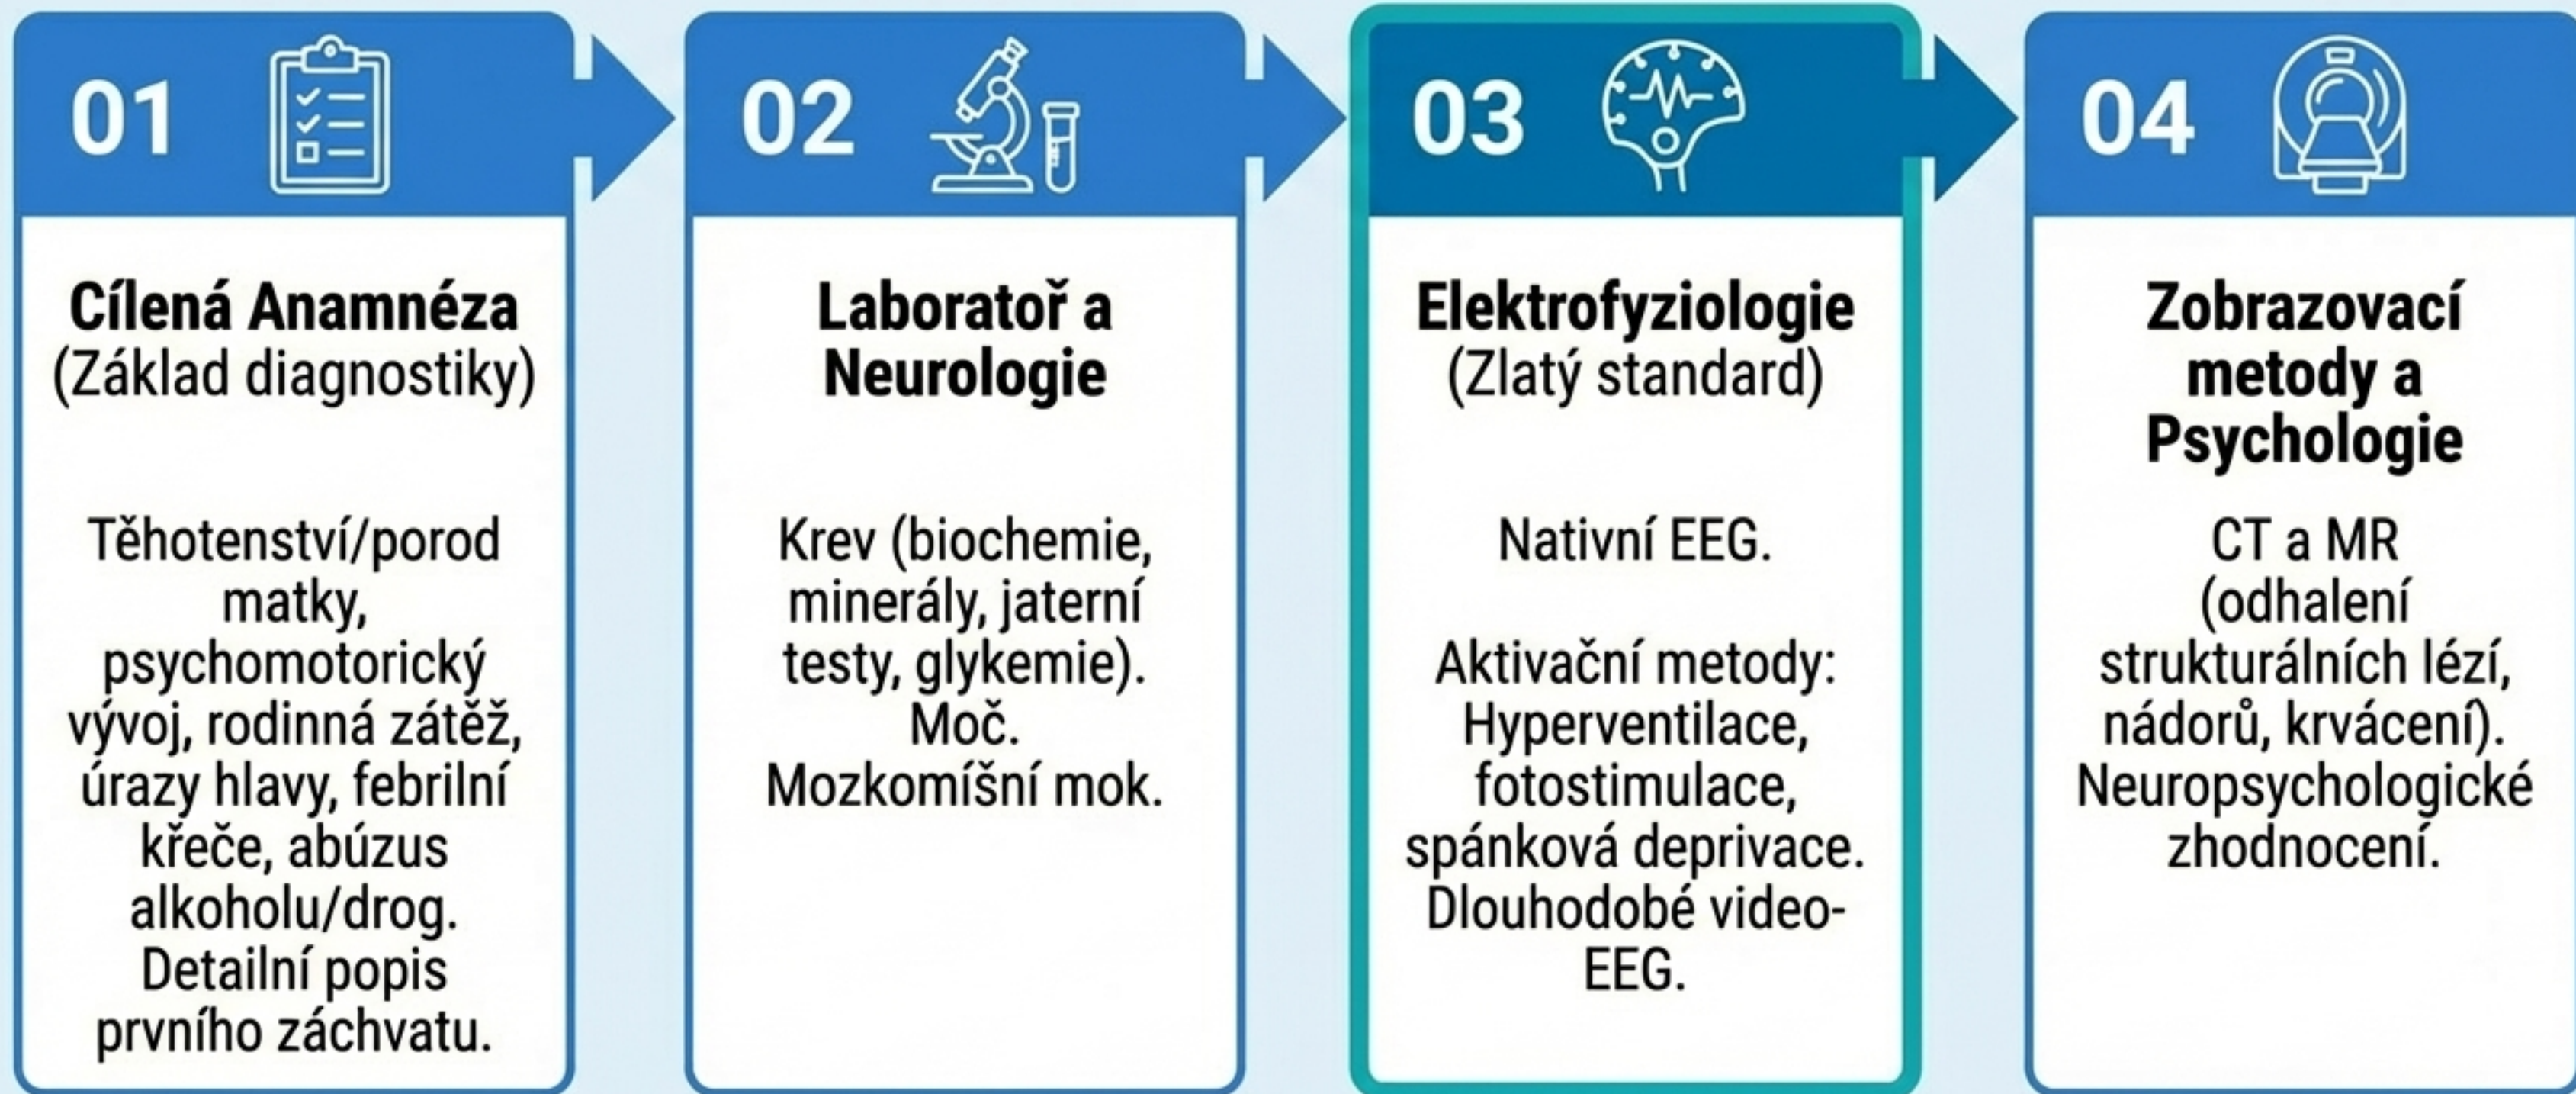 01
Cílená Anamnéza
(Základ diagnostiky)
Těhotenství/porod
matky,
psychomotorický
vývoj, rodinná zátěž,
úrazy hlavy, febrilní
křeče, abúzus
alkoholu/drog.
Detailní popis
prvního záchvatu.
02
Laboratoř a
Neurologie
Krev (biochemie,
minerály, jaterní
testy, glykemie).
Moč.
Mozkomíšní mok.
03
Elektrofyziologie
(Zlatý standard)
Nativní EEG.
Aktivační metody:
Hyperventilace,
fotostimulace,
spánková deprivace.
Dlouhodobé video-
EEG.
04
Zobrazovací
metody a
Psychologie
CT a MR
(odhalení
strukturálních lézí,
nádorů, krvácení).
Neuropsychologické
zhodnocení.